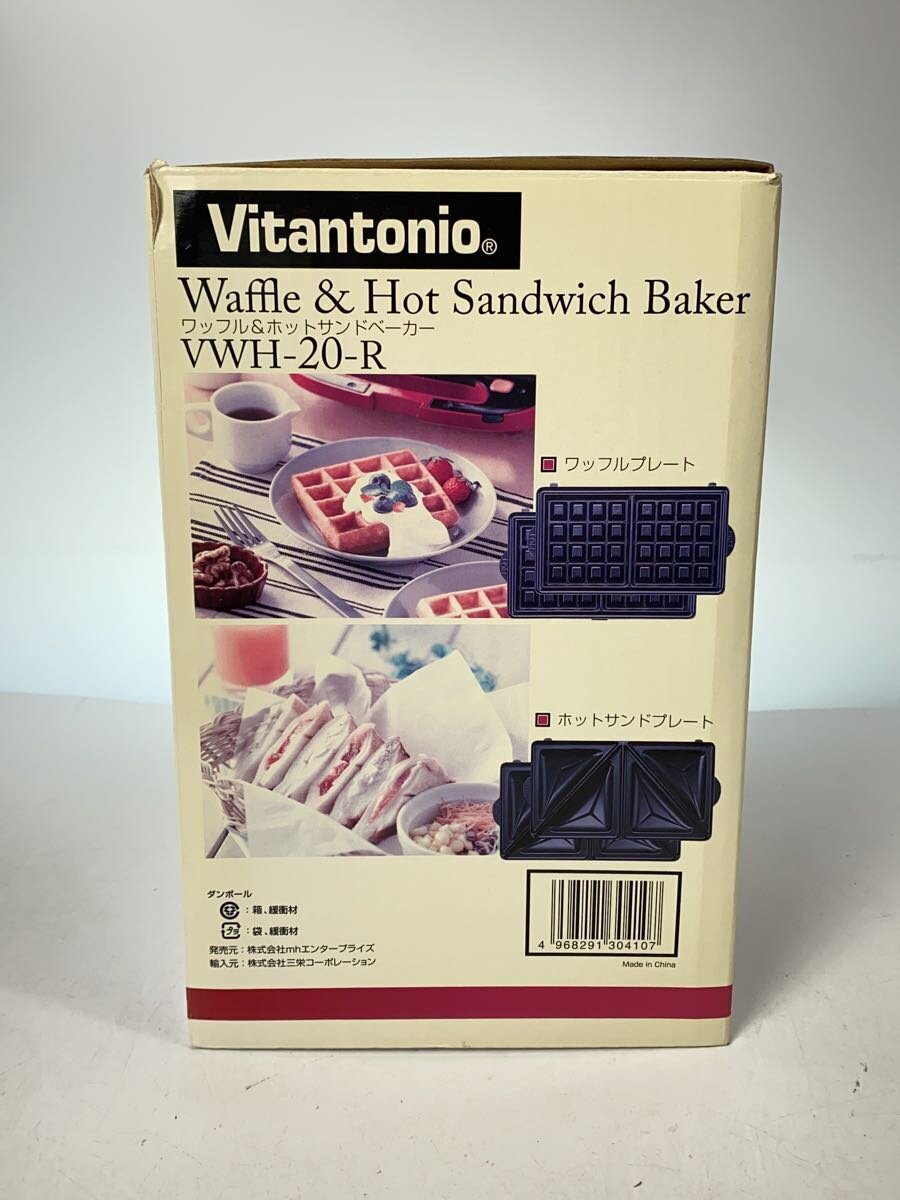 Vitantonio®
Waffle & Hot Sandwich Baker
ワッフル&ホットサンドベーカー
VWH-20-R
ワッフルプレート
ホットサンドプレート
ダンボール
：箱、緩衝材
プラ：袋、緩衝材
発売元：株式会社mhエンタープライズ
輸入元：株式会社三栄コーポレーション
4 968291 304107
Made in China